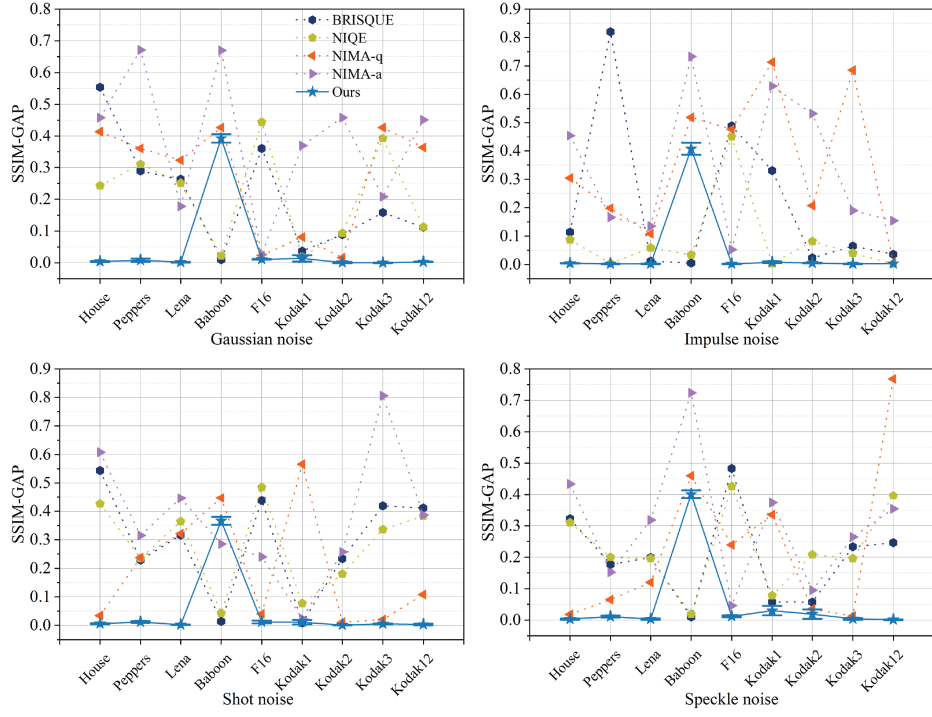 0.8
0.7
0.6
0.5
0.4
0.3
0.2
0.1
0.0
SSIM-GAP
BRISQUE
NIQE
NIMA-q
NIMA-a
Ours
House
Peppers
Lena
Baboon
F16
Kodak1
Kodak2
Kodak3
Kodak12
Gaussian noise
0.9
0.8
0.7
0.6
0.5
0.4
0.3
0.2
0.1
0.0
SSIM-GAP
House
Peppers
Lena
Baboon
F16
Kodak1
Kodak2
Kodak3
Kodak12
Impulse noise
0.9
0.8
0.7
0.6
0.5
0.4
0.3
0.2
0.1
0.0
SSIM-GAP
House
Peppers
Lena
Baboon
F16
Kodak1
Kodak2
Kodak3
Kodak12
Shot noise
0.8
0.7
0.6
0.5
0.4
0.3
0.2
0.1
0.0
SSIM-GAP
House
Peppers
Lena
Baboon
F16
Kodak1
Kodak2
Kodak3
Kodak12
Speckle noise